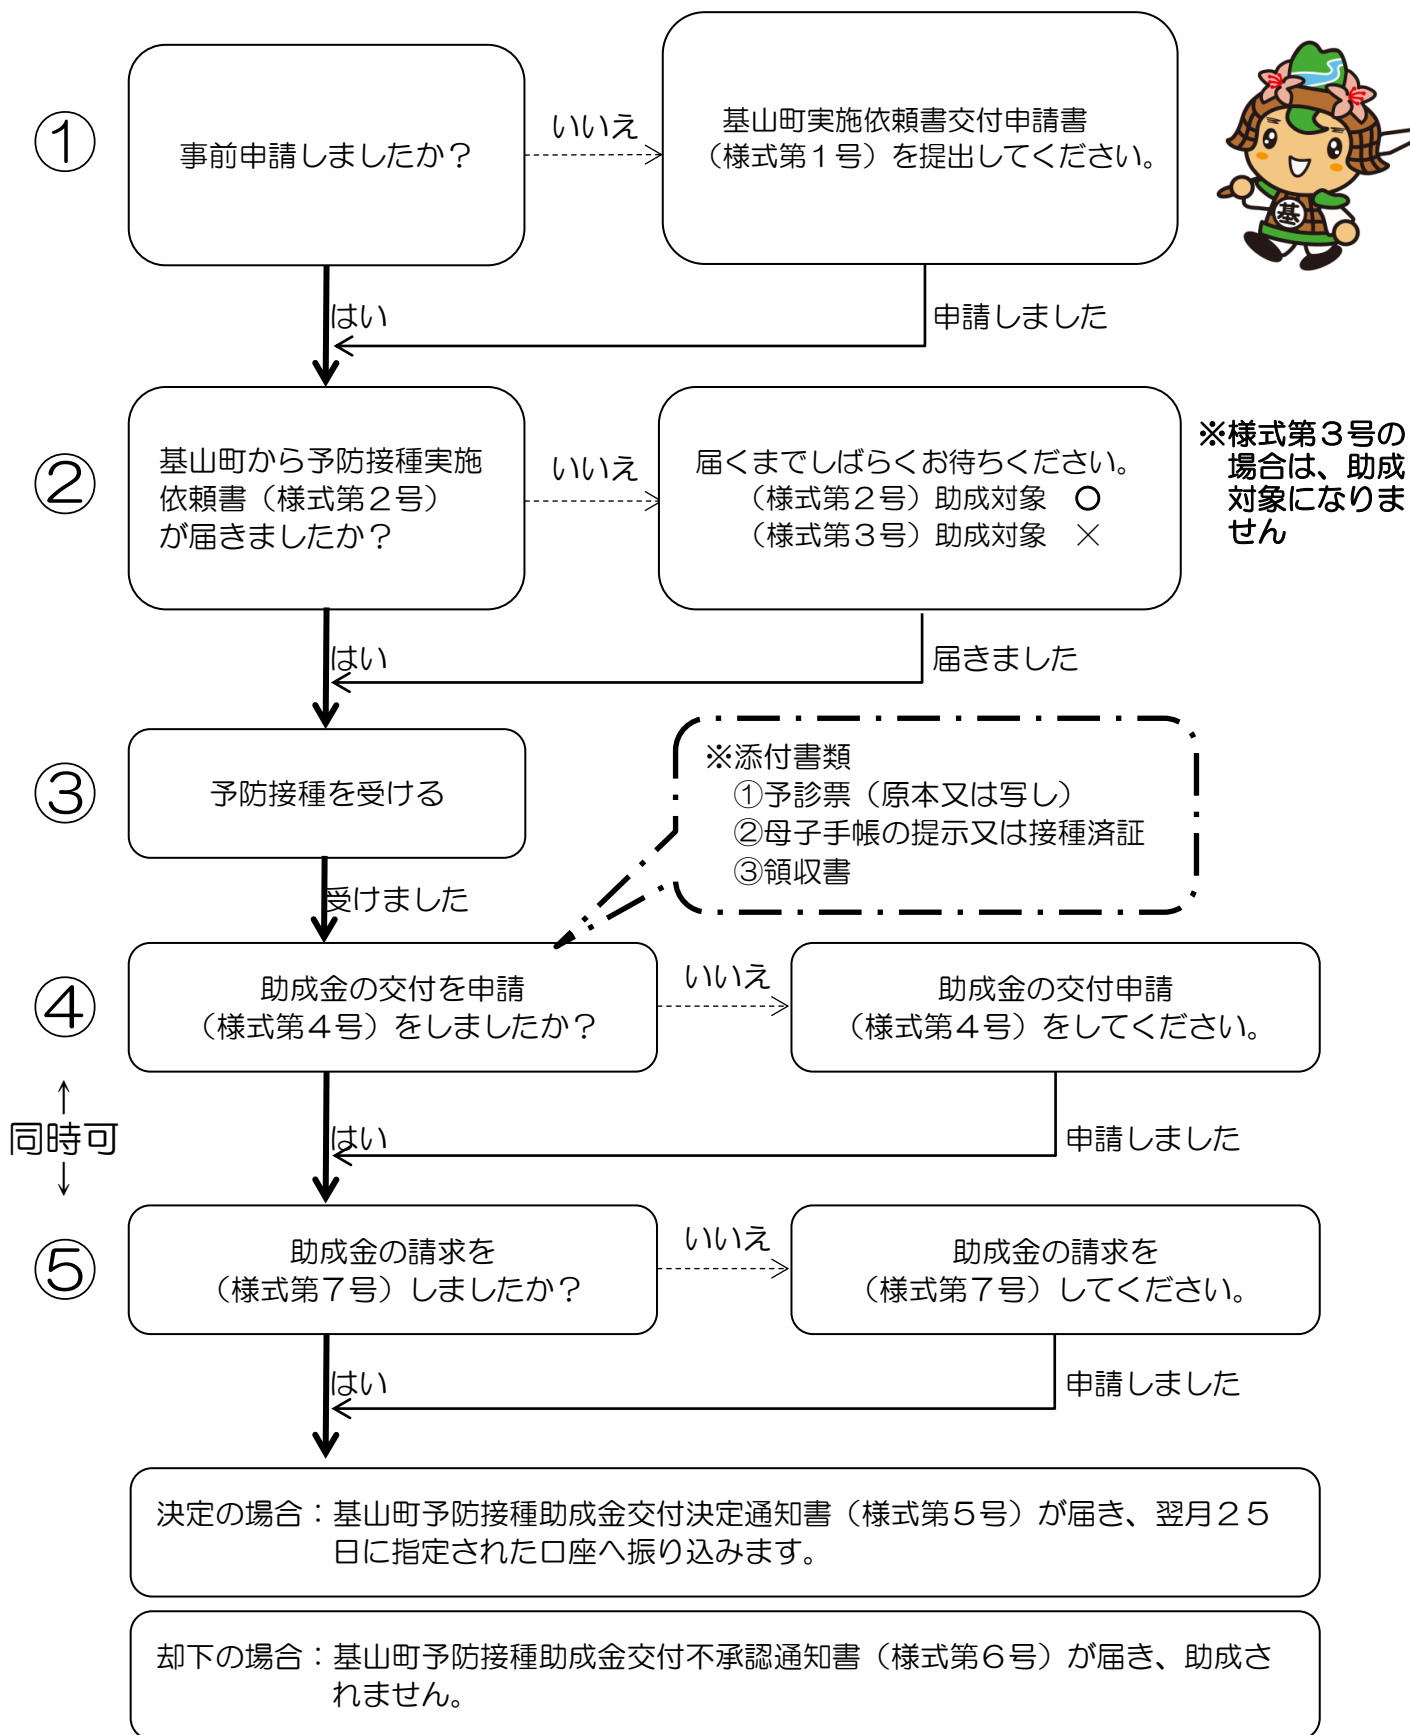 ①
事前申請しましたか？
いいえ
基山町実施依頼書交付申請書
（様式第１号）を提出してください。
基
はい
申請しました
②
基山町から予防接種実施
依頼書（様式第２号）
が届きましたか？
いいえ
届くまでしばらくお待ちください。
（様式第２号）助成対象　○
（様式第３号）助成対象　×
※様式第３号の
場合は、助成
対象になりま
せん
はい
届きました
③
予防接種を受ける
※添付書類
①予診票（原本又は写し）
②母子手帳の提示又は接種済証
③領収書
受けました
④
助成金の交付を申請
（様式第４号）をしましたか？
いいえ
助成金の交付申請
（様式第４号）をしてください。
↑
同時可
↓
はい
申請しました
⑤
助成金の請求を
（様式第７号）しましたか？
いいえ
助成金の請求を
（様式第７号）してください。
はい
申請しました
決定の場合：基山町予防接種助成金交付決定通知書（様式第５号）が届き、翌月２５
日に指定された口座へ振り込みます。
却下の場合：基山町予防接種助成金交付不承認通知書（様式第６号）が届き、助成さ
れません。